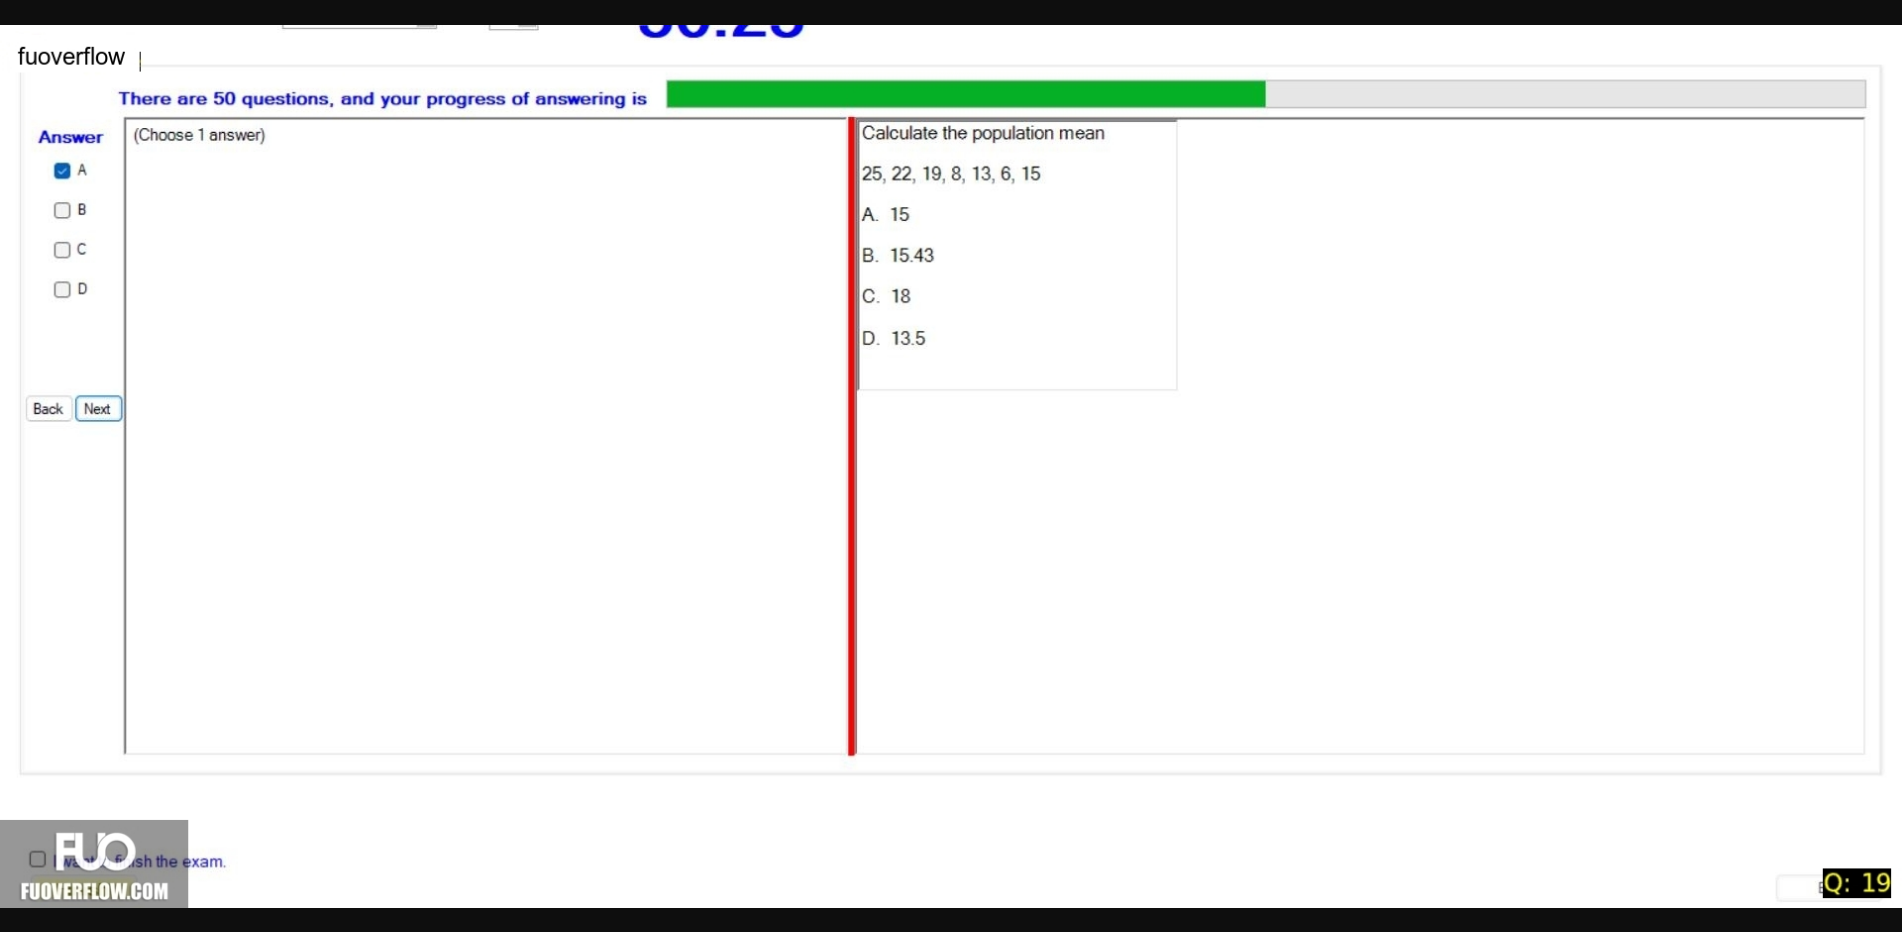 fuoverflow
There are 50 questions, and your progress of answering is
Answer
(Choose 1 answer)
A
B
C
D
Back Next
Calculate the population mean
25, 22, 19, 8, 13, 6, 15
A. 15
B. 15.43
C. 18
D. 13.5
FUO
finish the exam.
FUOVERFLOW.COM
Q: 19